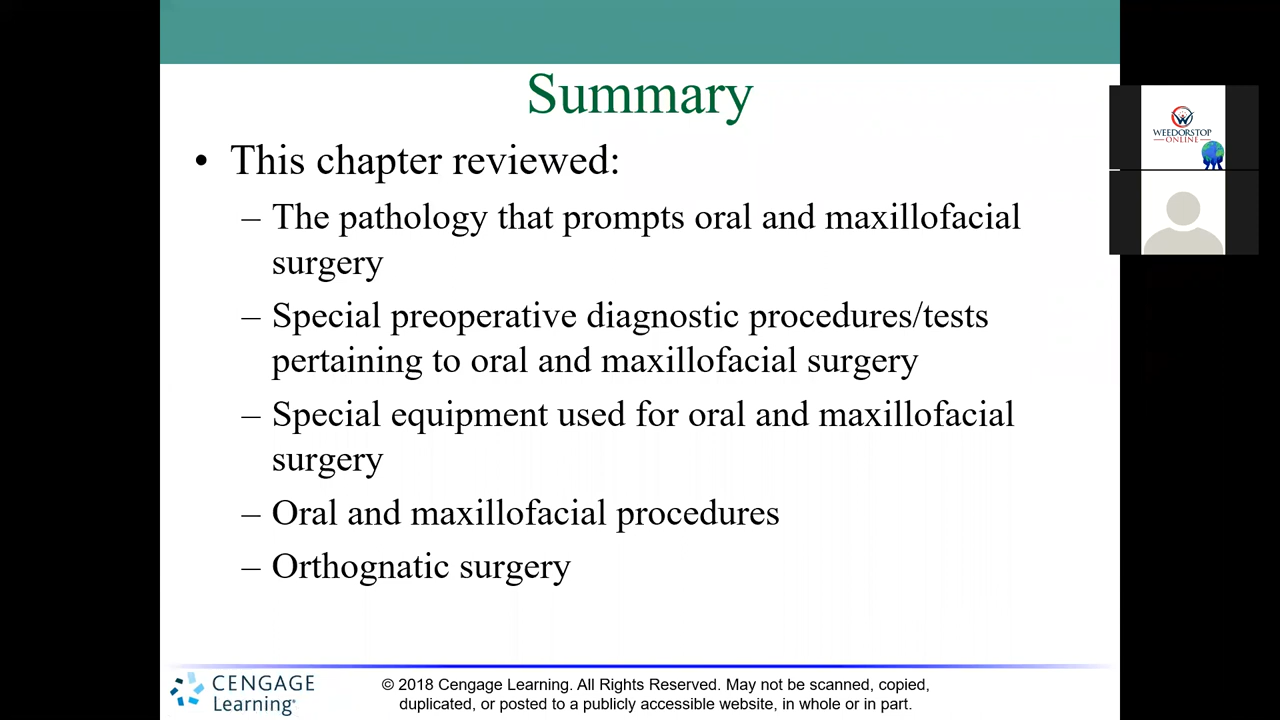 Summary
• This chapter reviewed:
– The pathology that prompts oral and maxillofacial
surgery
– Special preoperative diagnostic procedures/tests
pertaining to oral and maxillofacial surgery
– Special equipment used for oral and maxillofacial
surgery
– Oral and maxillofacial procedures
– Orthognatic surgery
CENGAGE
Learning®
© 2018 Cengage Learning. All Rights Reserved. May not be scanned, copied,
duplicated, or posted to a publicly accessible website, in whole or in part.
WEEDORSTOP
ONLINE